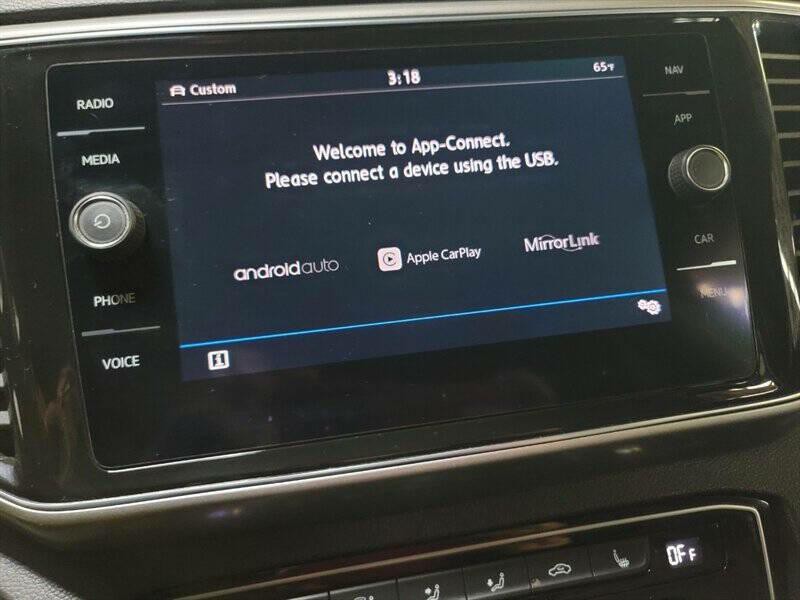 RADIO
MEDIA
PHONE
VOICE
Custom
3:18
65°F
Welcome to App-Connect.
Please connect a device using the USB.
androidauto
Apple CarPlay
MirrorLink
i
NAV
APP
CAR
MENU
OFF